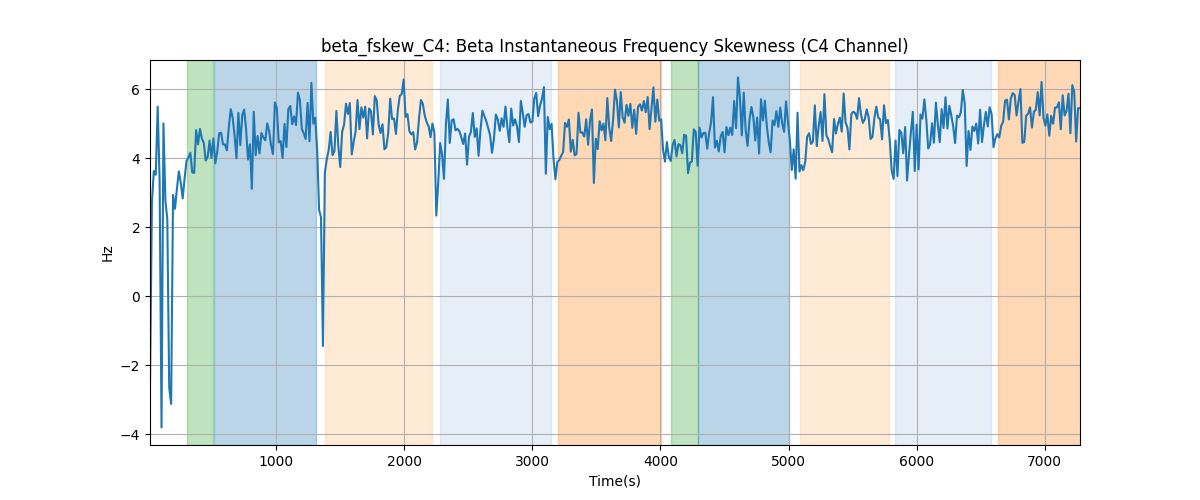 beta_fskew_C4: Beta Instantaneous Frequency Skewness (C4 Channel)
Hz
6
4
2
0
−2
−4
1000 2000 3000 4000 5000 6000 7000
Time(s)